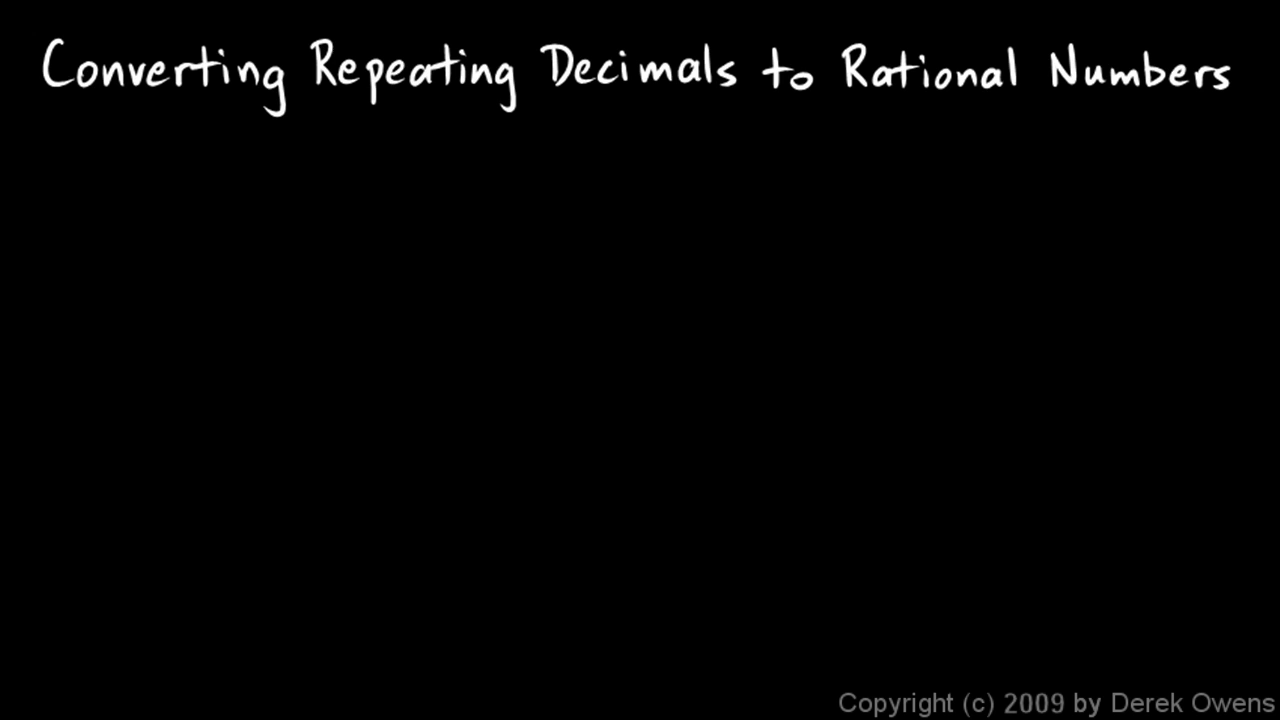 Converting Repeating Decimals to Rational Numbers
Copyright (c) 2009 by Derek Owens